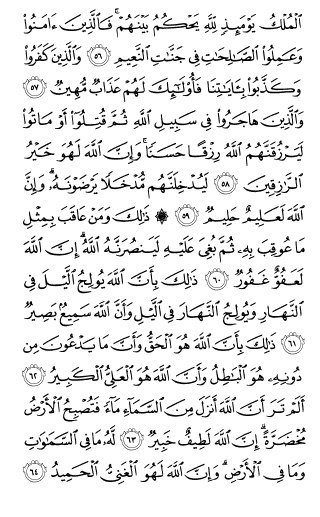 ٱلْمُلْكُ يَوْمَئِذٍ لِّلَّهِ يَحْكُمُ بَيْنَهُمْ ۚ فَٱلَّذِينَ ءَامَنُوا۟
وَعَمِلُوا۟ ٱلصَّـٰلِحَـٰتِ فِى جَنَّـٰتِ ٱلنَّعِيمِ ٥٦ وَٱلَّذِينَ كَفَرُوا۟
وَكَذَّبُوا۟ بِـَٔايَـٰتِنَا فَأُو۟لَـٰٓئِكَ لَهُمْ عَذَابٌ مُّهِينٌ ٥٧
وَٱلَّذِينَ هَاجَرُوا۟ فِى سَبِيلِ ٱللَّهِ ثُمَّ قُتِلُوٓا۟ أَوْ مَاتُوا۟
لَيَرْزُقَنَّهُمُ ٱللَّهُ رِزْقًا حَسَنًا ۚ وَإِنَّ ٱللَّهَ لَهُوَ خَيْرُ
ٱلرَّٰزِقِينَ ٥٨ لَيُدْخِلَنَّهُم مُّدْخَلًا يَرْضَوْنَهُۥ ۗ وَإِنَّ
ٱللَّهَ لَعَلِيمٌ حَلِيمٌ ٥٩ ۞ ذَٰلِكَ وَمَنْ عَاقَبَ بِمِثْلِ
مَا عُوقِبَ بِهِۦ ثُمَّ بُغِىَ عَلَيْهِ لَيَنصُرَنَّهُ ٱللَّهُ ۗ إِنَّ ٱللَّهَ
لَعَفُوٌّ غَفُورٌ ٦٠ ذَٰلِكَ بِأَنَّ ٱللَّهَ يُولِجُ ٱلَّيْلَ فِى
ٱلنَّهَارِ وَيُولِجُ ٱلنَّهَارَ فِى ٱلَّيْلِ وَأَنَّ ٱللَّهَ سَمِيعٌۢ بَصِيرٌ
٦١ ذَٰلِكَ بِأَنَّ ٱللَّهَ هُوَ ٱلْحَقُّ وَأَنَّ مَا يَدْعُونَ مِن
دُونِهِۦ هُوَ ٱلْبَـٰطِلُ وَأَنَّ ٱللَّهَ هُوَ ٱلْعَلِىُّ ٱلْكَبِيرُ ٦٢
أَلَمْ تَرَ أَنَّ ٱللَّهَ أَنزَلَ مِنَ ٱلسَّمَآءِ مَآءً فَتُصْبِحُ ٱلْأَرْضُ
مُخْضَرَّةً ۗ إِنَّ ٱللَّهَ لَطِيفٌ خَبِيرٌ ٦٣ لَّهُۥ مَا فِى ٱلسَّمَـٰوَٰتِ
وَمَا فِى ٱلْأَرْضِ ۗ وَإِنَّ ٱللَّهَ لَهُوَ ٱلْغَنِىُّ ٱلْحَمِيدُ ٦٤